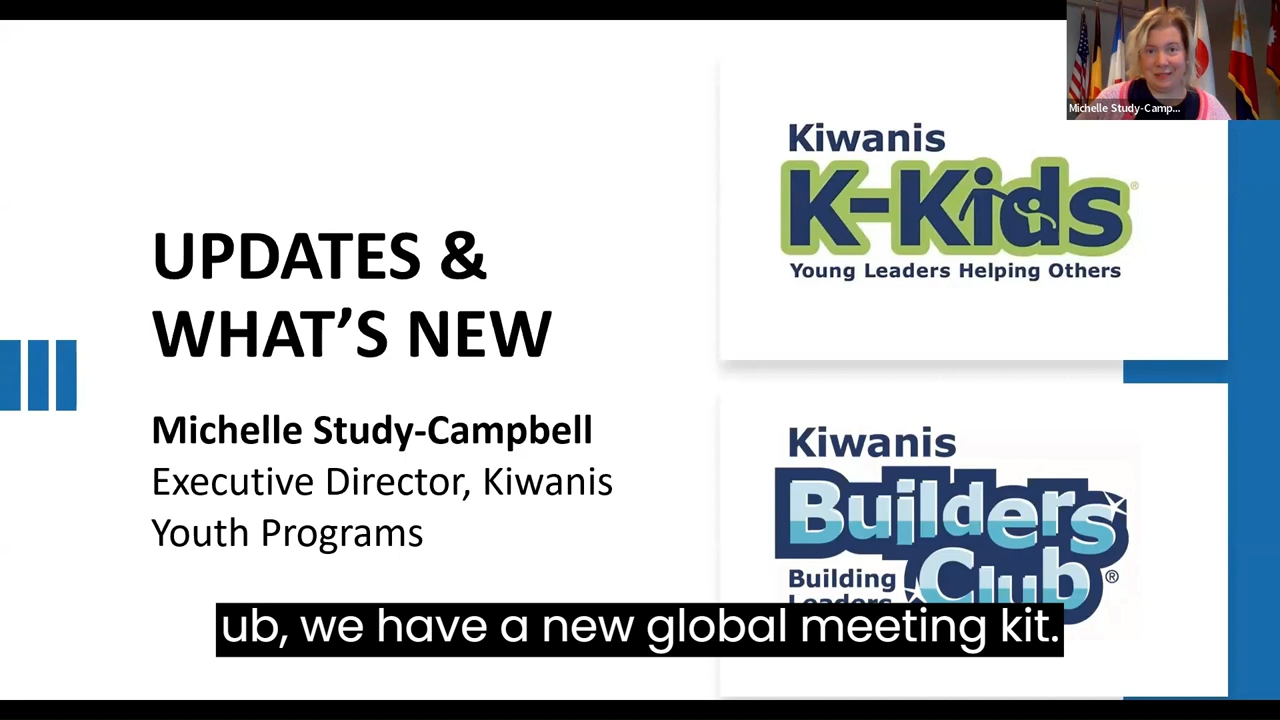 Michelle Study-Camp...
Kiwanis
K-Kids®
Young Leaders Helping Others
UPDATES &
WHAT'S NEW
Michelle Study-Campbell
Executive Director, Kiwanis
Youth Programs
Kiwanis
Builders
Club®
Building
Leaders
ub, we have a new global meeting kit.